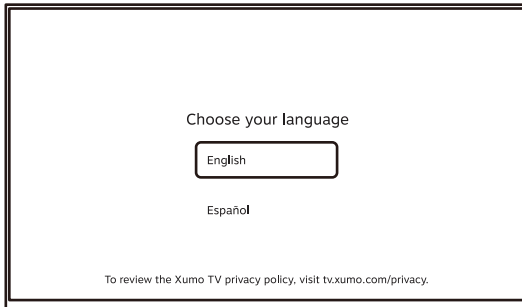 Choose your language
English
Español
To review the Xumo TV privacy policy, visit tv.xumo.com/privacy.